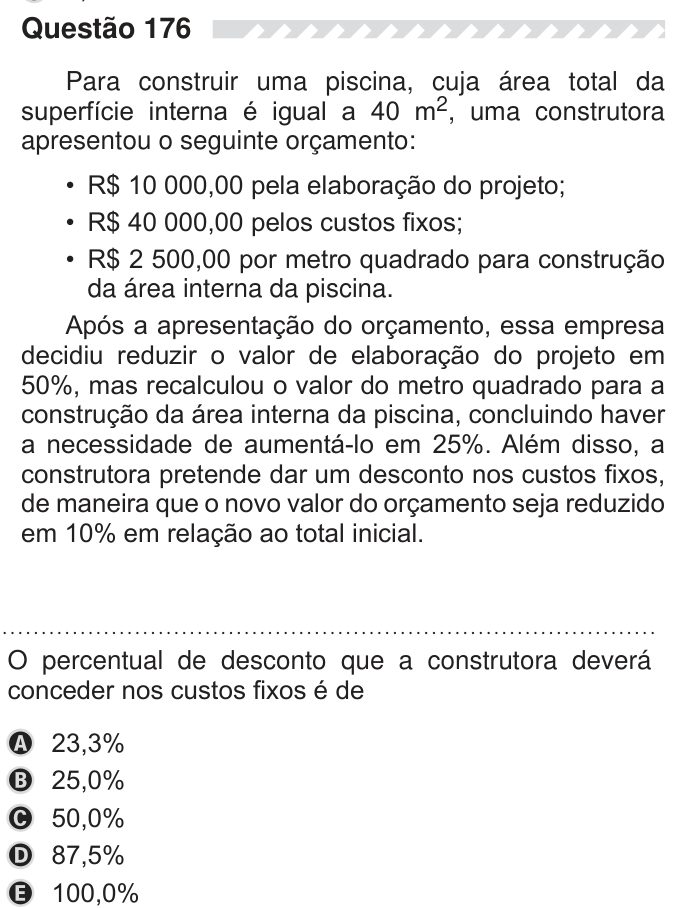 Questão 176
Para construir uma piscina, cuja área total da
superfície interna é igual a 40 m², uma construtora
apresentou o seguinte orçamento:
• R$ 10 000,00 pela elaboração do projeto;
• R$ 40 000,00 pelos custos fixos;
• R$ 2 500,00 por metro quadrado para construção
da área interna da piscina.
Após a apresentação do orçamento, essa empresa
decidiu reduzir o valor de elaboração do projeto em
50%, mas recalculou o valor do metro quadrado para a
construção da área interna da piscina, concluindo haver
a necessidade de aumentá-lo em 25%. Além disso, a
construtora pretende dar um desconto nos custos fixos,
de maneira que o novo valor do orçamento seja reduzido
em 10% em relação ao total inicial.
O percentual de desconto que a construtora deverá
conceder nos custos fixos é de
A 23,3%
B 25,0%
C 50,0%
D 87,5%
E 100,0%